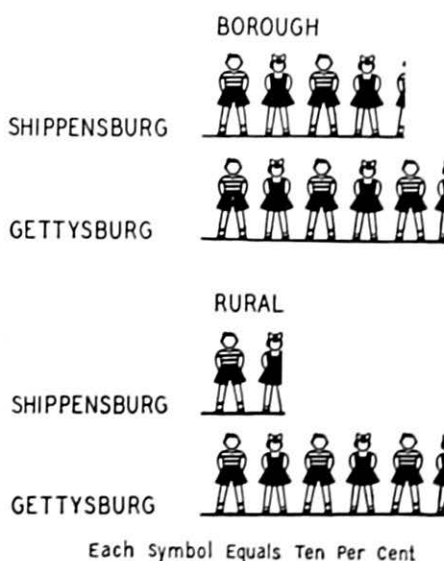 BOROUGH
SHIPPENSBURG
GETTYSBURG
RURAL
SHIPPENSBURG
GETTYSBURG
Each Symbol Equals Ten Per Cent